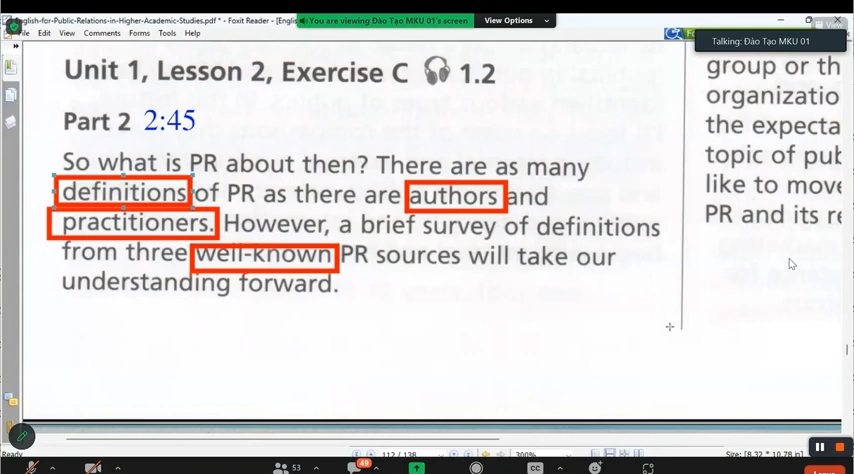 English-for-Public-Relations-in-Higher-Academic-Studies.pdf * - Foxit Reader - [English
You are viewing Đào Tạo MKU 01's screen
View Options
View
File Edit View Comments Forms Tools Help
Talking: Đào Tạo MKU 01
Unit 1, Lesson 2, Exercise C 1.2
Part 2 2:45
So what is PR about then? There are as many
definitions of PR as there are authors and
practitioners. However, a brief survey of definitions
from three well-known PR sources will take our
understanding forward.
group or th
organizatio
the expecta
topic of pub
like to move
PR and its re
Ready
112 / 138
300%
Size: [8.32 * 10.78 in]
53
49
CC
Leave